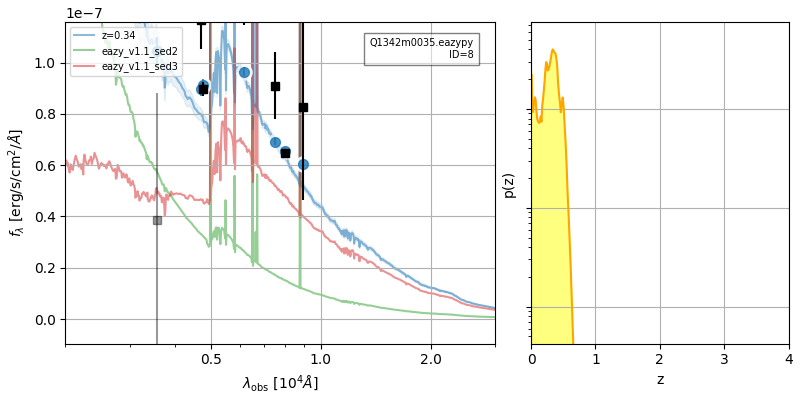 1e−7
z=0.34
eazy_v1.1_sed2
eazy_v1.1_sed3
Q1342m0035.eazypy
ID=8
1.0
0.8
0.6
0.4
0.2
0.0
f_λ [erg/s/cm²/Å]
0.5
1.0
2.0
λ_obs [10⁴Å]
p(z)
0
1
2
3
4
z